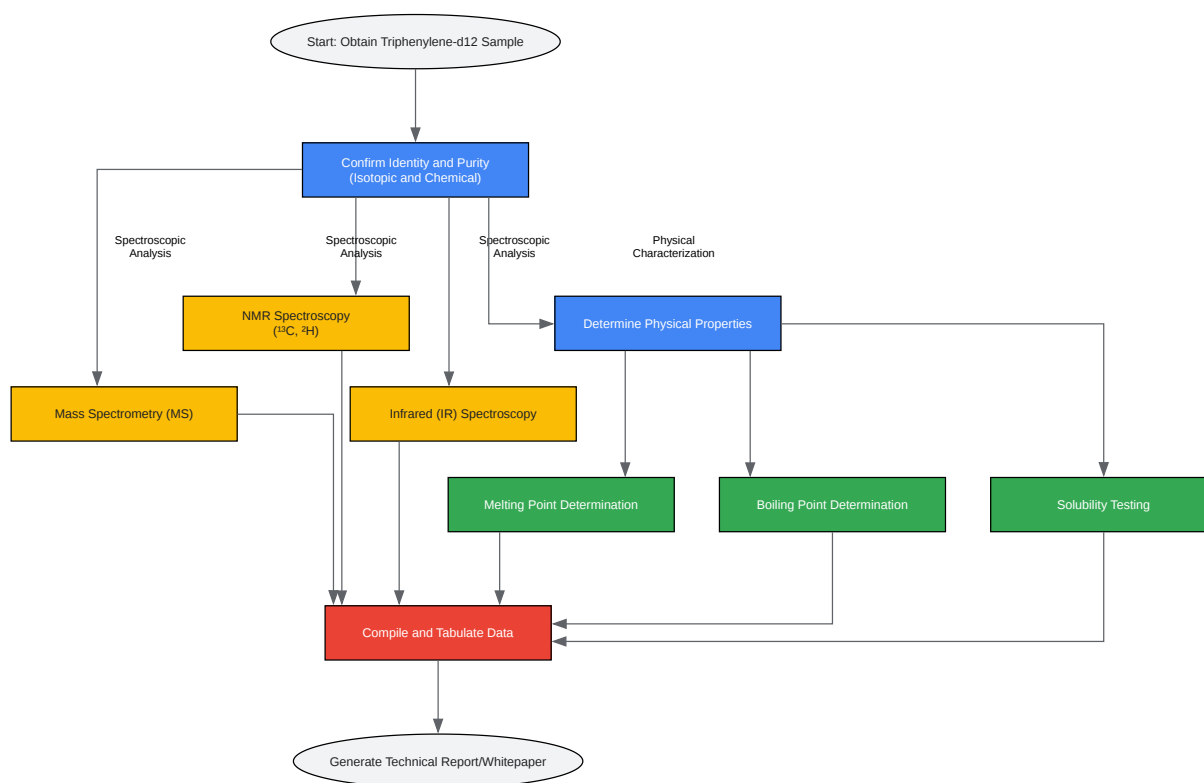 Start: Obtain Triphenylene-d12 Sample
Confirm Identity and Purity
(Isotopic and Chemical)
Spectroscopic
Analysis
Spectroscopic
Analysis
Spectroscopic
Analysis
Physical
Characterization
NMR Spectroscopy
(¹³C, ²H)
Determine Physical Properties
Mass Spectrometry (MS)
Infrared (IR) Spectroscopy
Melting Point Determination
Boiling Point Determination
Solubility Testing
Compile and Tabulate Data
Generate Technical Report/Whitepaper